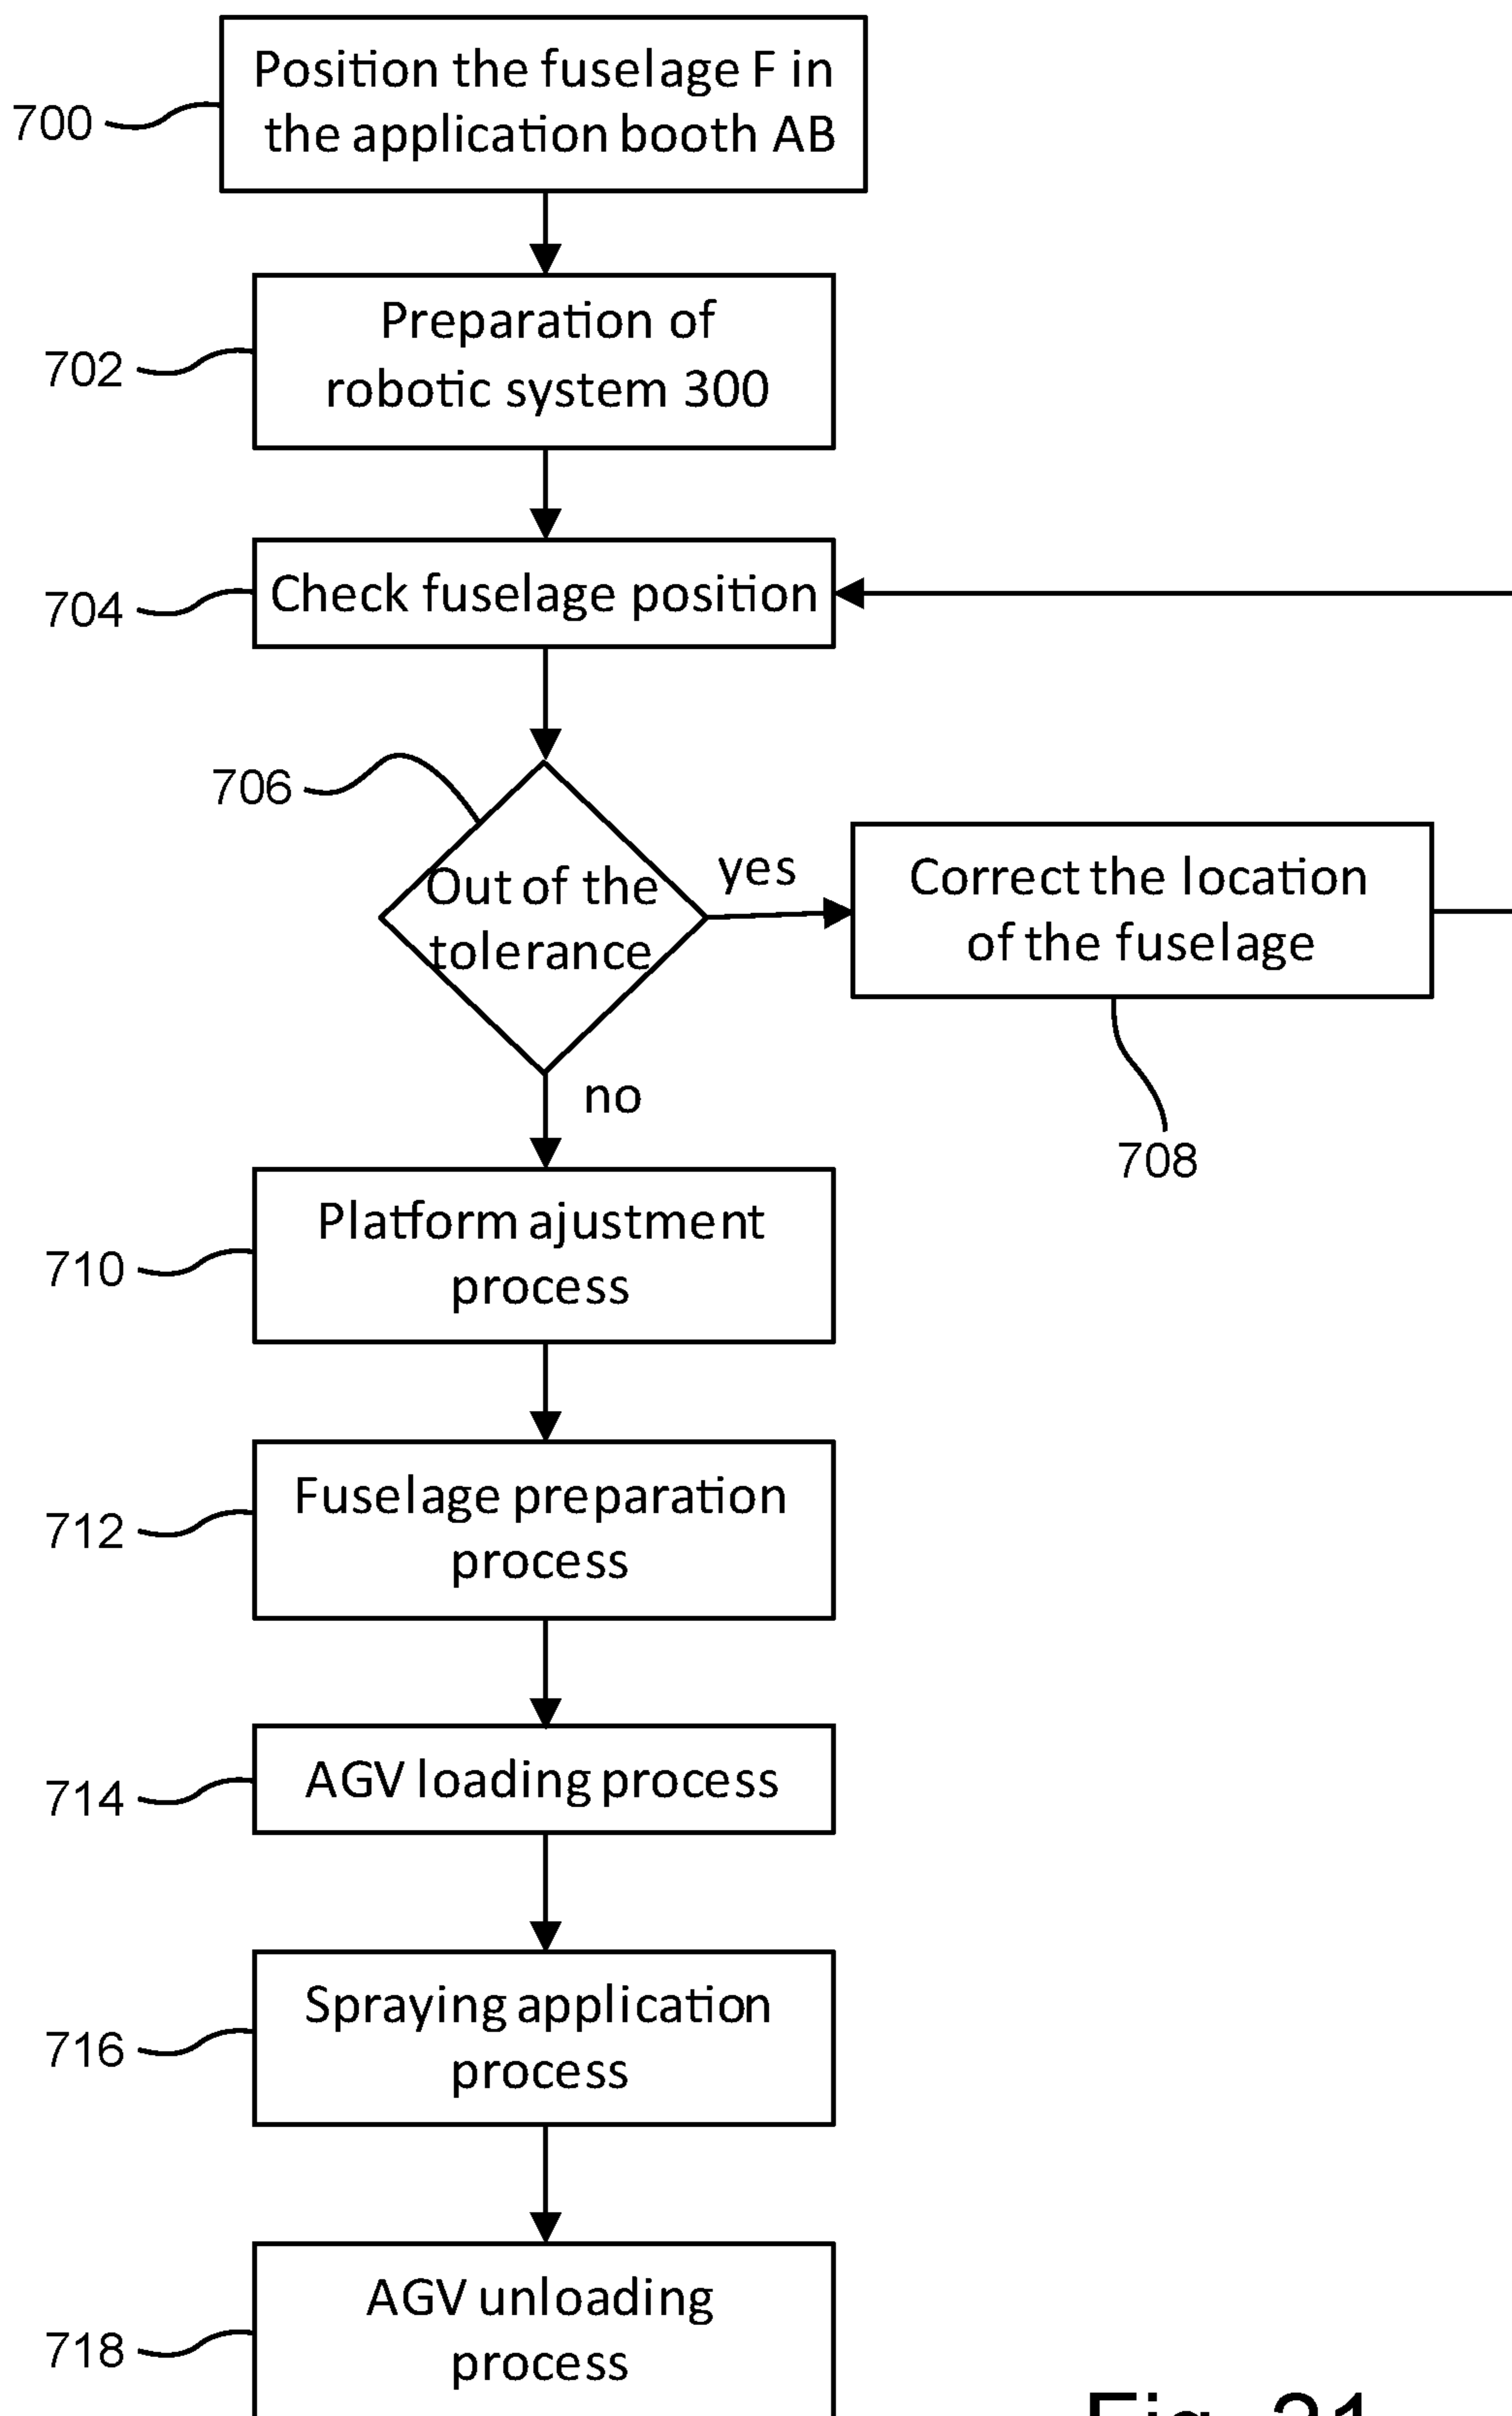 Position the fuselage F in
the application booth AB
700
Preparation of
robotic system 300
702
Check fuselage position
704
706
Out of the
tolerance
yes
Correct the location
of the fuselage
708
no
Platform ajustment
process
710
Fuselage preparation
process
712
AGV loading process
714
Spraying application
process
716
AGV unloading
process
718
Fig. 21